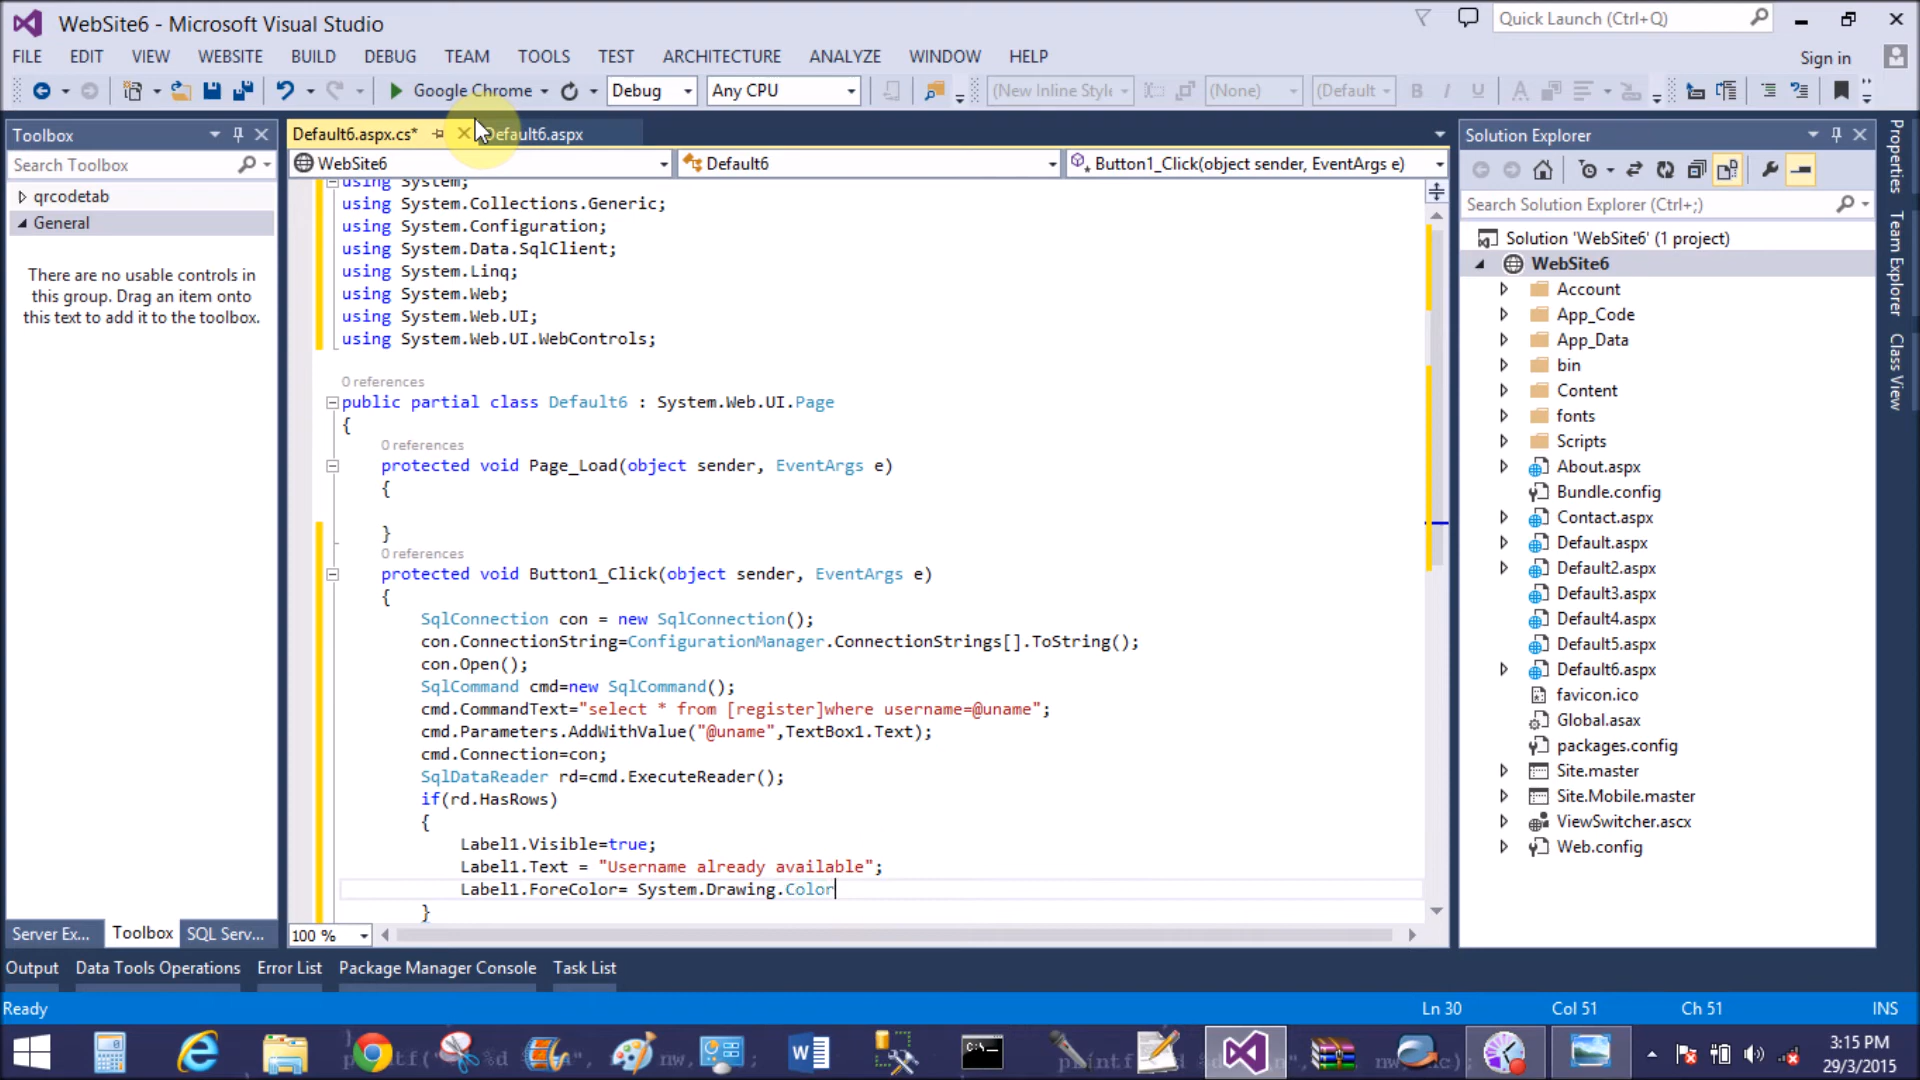 WebSite6 - Microsoft Visual Studio
Quick Launch (Ctrl+Q)
FILE EDIT VIEW WEBSITE BUILD DEBUG TEAM TOOLS TEST ARCHITECTURE ANALYZE WINDOW HELP
Sign in
Google Chrome Debug Any CPU (New Inline Style (None) (Default B I U A
Toolbox
Default6.aspx.cs* Default6.aspx
Solution Explorer
Search Toolbox
WebSite6 Default6 Button1_Click(object sender, EventArgs e)
qrcodetab
General
There are no usable controls in
this group. Drag an item onto
this text to add it to the toolbox.
using System;
using System.Collections.Generic;
using System.Configuration;
using System.Data.SqlClient;
using System.Linq;
using System.Web;
using System.Web.UI;
using System.Web.UI.WebControls;
0 references
public partial class Default6 : System.Web.UI.Page
{
0 references
protected void Page_Load(object sender, EventArgs e)
{
}
0 references
protected void Button1_Click(object sender, EventArgs e)
{
SqlConnection con = new SqlConnection();
con.ConnectionString=ConfigurationManager.ConnectionStrings[].ToString();
con.Open();
SqlCommand cmd=new SqlCommand();
cmd.CommandText="select * from [register]where username=@uname";
cmd.Parameters.AddWithValue("@uname",TextBox1.Text);
cmd.Connection=con;
SqlDataReader rd=cmd.ExecuteReader();
if(rd.HasRows)
{
Label1.Visible=true;
Label1.Text = "Username already available";
Label1.ForeColor= System.Drawing.Color
}
100 %
Search Solution Explorer (Ctrl+;)
Solution 'WebSite6' (1 project)
WebSite6
Account
App_Code
App_Data
bin
Content
fonts
Scripts
About.aspx
Bundle.config
Contact.aspx
Default.aspx
Default2.aspx
Default3.aspx
Default4.aspx
Default5.aspx
Default6.aspx
favicon.ico
Global.asax
packages.config
Site.master
Site.Mobile.master
ViewSwitcher.ascx
Web.config
Properties
Team Explorer
Class View
Server Ex... Toolbox SQL Serv...
Output Data Tools Operations Error List Package Manager Console Task List
Ready Ln 30 Col 51 Ch 51 INS
3:15 PM
29/3/2015